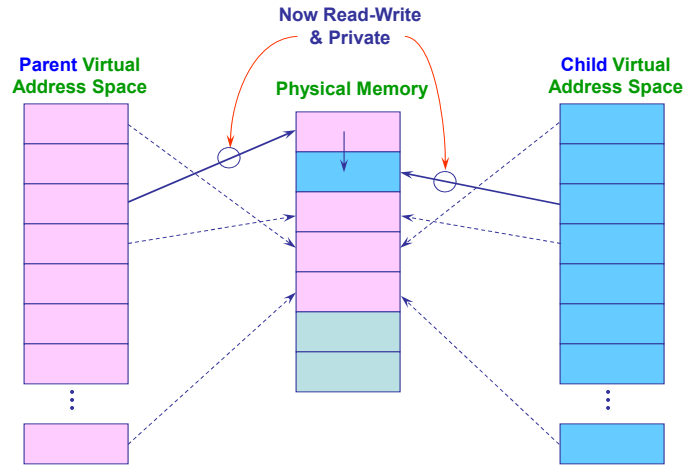 Now Read-Write
& Private
Parent Virtual
Address Space
Physical Memory
Child Virtual
Address Space